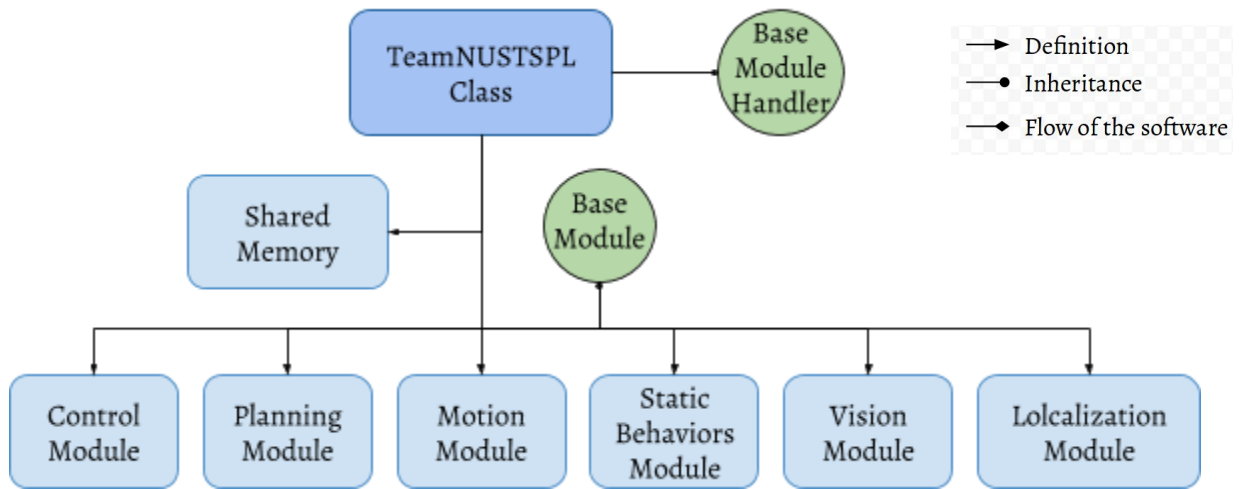 TeamNUSTSPL
Class
Base
Module
Handler
Definition
Inheritance
Flow of the software
Shared
Memory
Base
Module
Control
Module
Planning
Module
Motion
Module
Static
Behaviors
Module
Vision
Module
Lolcalization
Module